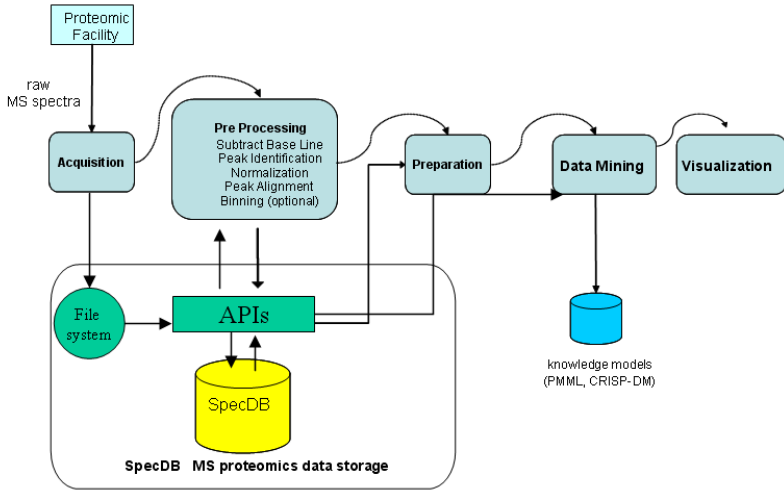 Proteomic
Facility
raw
MS spectra
Acquisition
Pre Processing
Subtract Base Line
Peak Identification
Normalization
Peak Alignment
Binning (optional)
Preparation
Data Mining
Visualization
File
system
APIs
SpecDB
knowledge models
(PMML, CRISP-DM)
SpecDB MS proteomics data storage